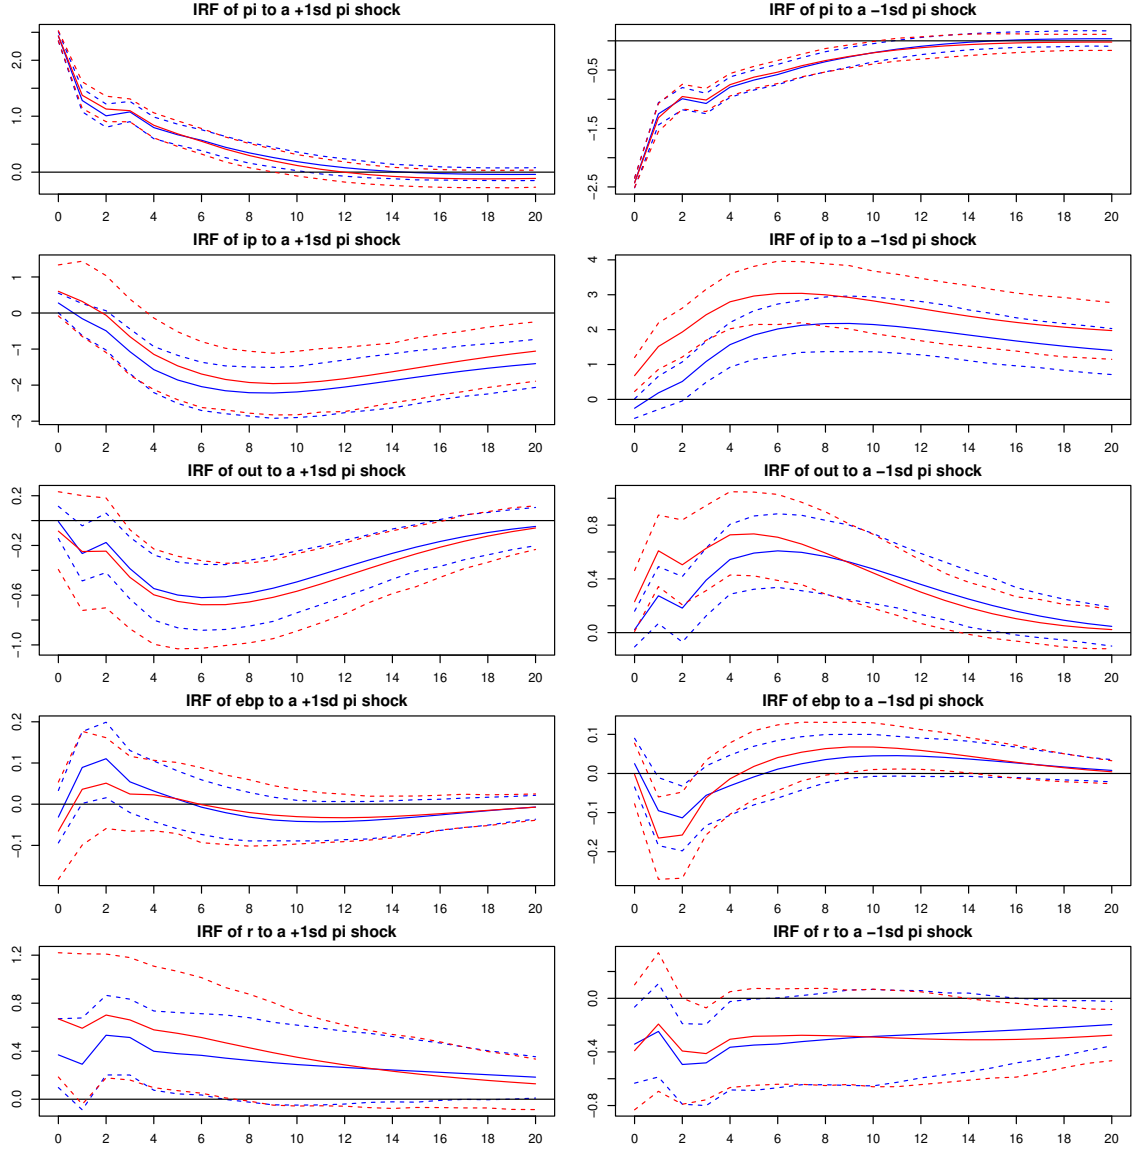 IRF of pi to a +1sd pi shock
2.0
1.0
0.0
0 2 4 6 8 10 12 14 16 18 20
IRF of pi to a −1sd pi shock
−0.5
−1.5
−2.5
0 2 4 6 8 10 12 14 16 18 20
IRF of ip to a +1sd pi shock
1
0
−1
−2
−3
0 2 4 6 8 10 12 14 16 18 20
IRF of ip to a −1sd pi shock
4
3
2
1
0
0 2 4 6 8 10 12 14 16 18 20
IRF of out to a +1sd pi shock
0.2
−0.2
−0.6
−1.0
0 2 4 6 8 10 12 14 16 18 20
IRF of out to a −1sd pi shock
0.8
0.4
0.0
0 2 4 6 8 10 12 14 16 18 20
IRF of ebp to a +1sd pi shock
0.2
0.1
0.0
−0.1
0 2 4 6 8 10 12 14 16 18 20
IRF of ebp to a −1sd pi shock
0.1
0.0
−0.1
−0.2
0 2 4 6 8 10 12 14 16 18 20
IRF of r to a +1sd pi shock
1.2
0.8
0.4
0.0
0 2 4 6 8 10 12 14 16 18 20
IRF of r to a −1sd pi shock
0.0
−0.4
−0.8
0 2 4 6 8 10 12 14 16 18 20